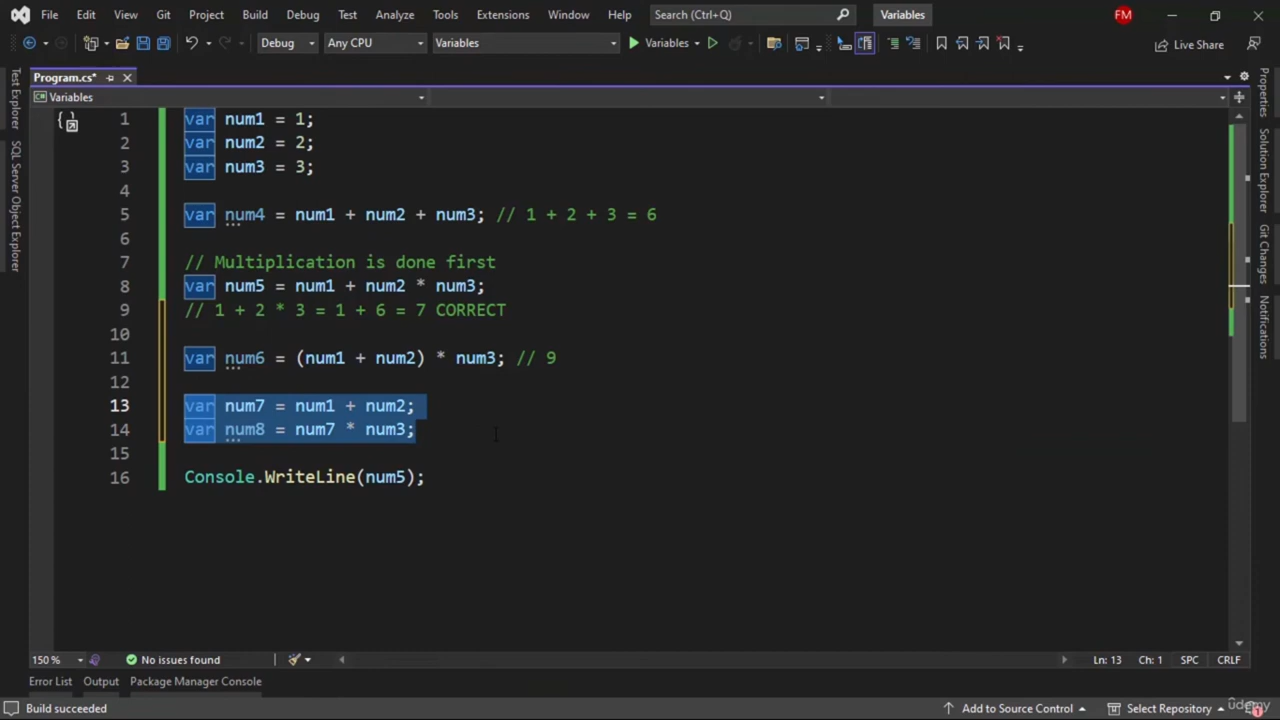 File Edit View Git Project Build Debug Test Analyze Tools Extensions Window Help Search (Ctrl+Q) Variables FM
Debug Any CPU Variables Variables Live Share
Program.cs*
Variables
Test Explorer
SQL Server Object Explorer
1 var num1 = 1;
2 var num2 = 2;
3 var num3 = 3;
4
5 var num4 = num1 + num2 + num3; // 1 + 2 + 3 = 6
6
7 // Multiplication is done first
8 var num5 = num1 + num2 * num3;
9 // 1 + 2 * 3 = 1 + 6 = 7 CORRECT
10
11 var num6 = (num1 + num2) * num3; // 9
12
13 var num7 = num1 + num2;
14 var num8 = num7 * num3;
15
16 Console.WriteLine(num5);
Properties
Solution Explorer
Git Changes
Notifications
150 % No issues found Ln: 13 Ch: 1 SPC CRLF
Error List Output Package Manager Console
Build succeeded Add to Source Control Select Repository 1
ûdemy